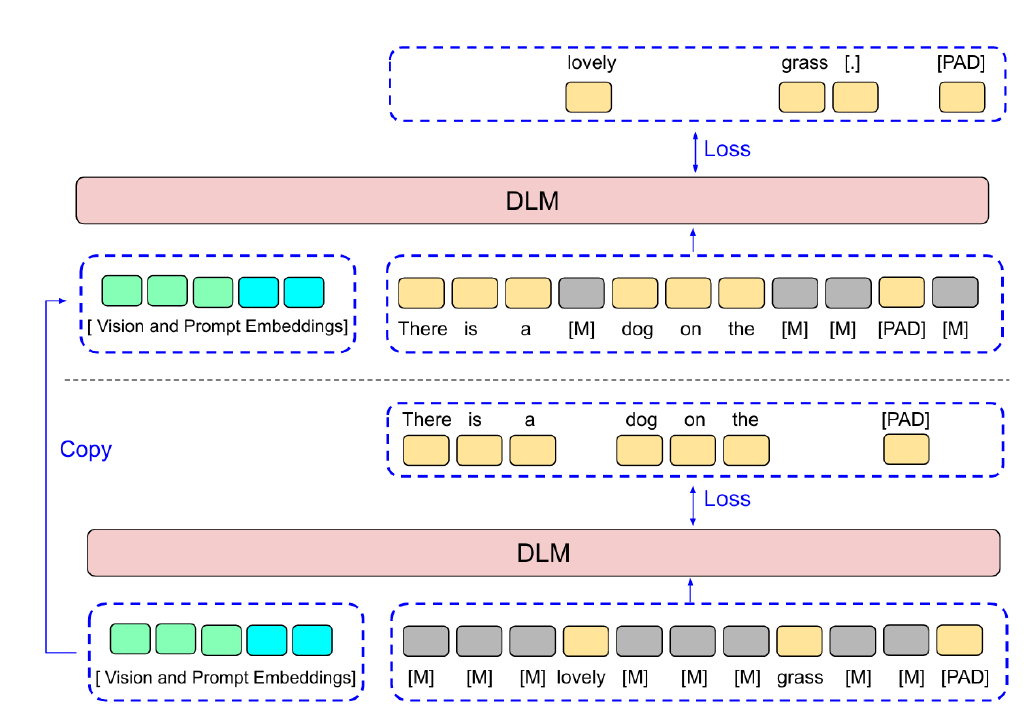 lovely grass [.] [PAD]
Loss
DLM
[ Vision and Prompt Embeddings]
There is a [M] dog on the [M] [M] [PAD] [M]
Copy
There is a dog on the [PAD]
Loss
DLM
[ Vision and Prompt Embeddings]
[M] [M] [M] lovely [M] [M] [M] grass [M] [M] [PAD]